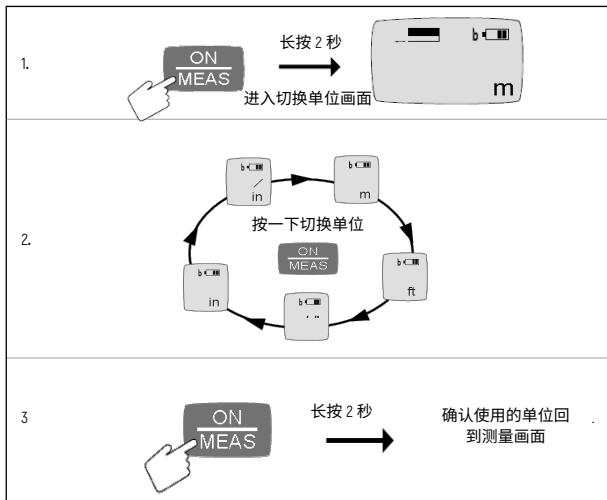 1.
ON
MEAS
长按 2 秒
进入切换单位画面
b
m
2.
b
/
in
b
m
按一下切换单位
ON
MEAS
b
in
b
ft
b
' "
3
ON
MEAS
长按 2 秒
确认使用的单位回
到测量画面
.